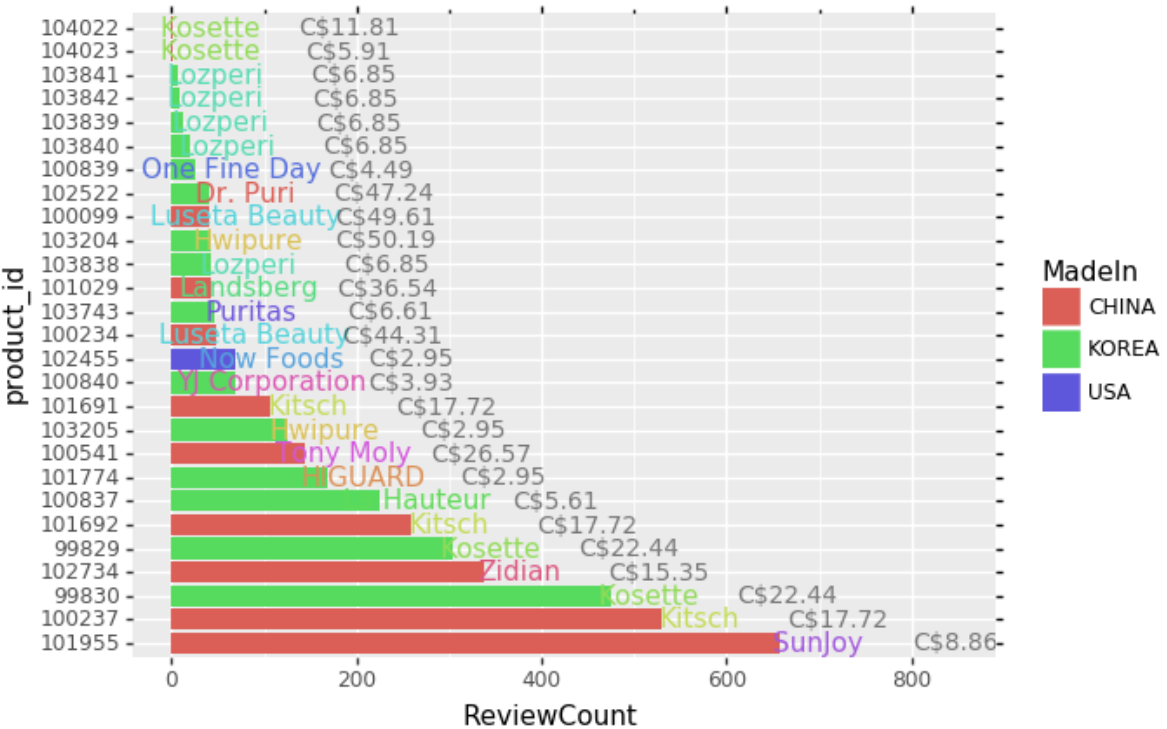 104022 Kosette C$11.81
104023 Kosette C$5.91
103841 Lozperi C$6.85
103842 Lozperi C$6.85
103839 Lozperi C$6.85
103840 Lozperi C$6.85
100839 One Fine Day C$4.49
102522 Dr. Puri C$47.24
100099 Luseta Beauty C$49.61
103204 Hwipure C$50.19
103838 Lozperi C$6.85
101029 Landsberg C$36.54
103743 Puritas C$6.61
100234 Luseta Beauty C$44.31
102455 Now Foods C$2.95
100840 YJ Corporation C$3.93
101691 Kitsch C$17.72
103205 Hwipure C$2.95
100541 Tony Moly C$26.57
101774 HIGUARD C$2.95
100837 Hauteur C$5.61
101692 Kitsch C$17.72
99829 Kosette C$22.44
102734 Zidian C$15.35
99830 Kosette C$22.44
100237 Kitsch C$17.72
101955 SunJoy C$8.86
0 200 400 600 800
ReviewCount
product_id
MadeIn
CHINA
KOREA
USA